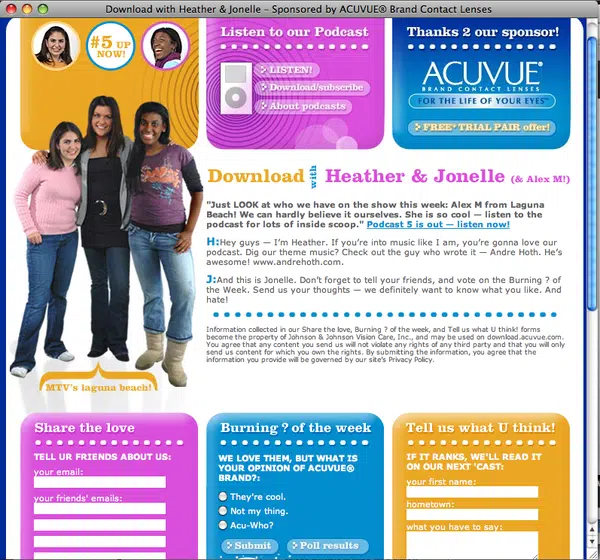 Download with Heather & Jonelle – Sponsored by ACUVUE® Brand Contact Lenses
#5 UP
NOW!
Listen to our Podcast
LISTEN!
Download/subscribe
About podcasts
Thanks 2 our sponsor!
ACUVUE®
BRAND CONTACT LENSES
FOR THE LIFE OF YOUR EYES™
FREE* TRIAL PAIR offer!
Download with Heather & Jonelle (& Alex M!)
"Just LOOK at who we have on the show this week: Alex M from Laguna
Beach! We can hardly believe it ourselves. She is so cool — listen to the
podcast for lots of inside scoop." Podcast 5 is out — listen now!
H:Hey guys — I'm Heather. If you're into music like I am, you're gonna love our
podcast. Dig our theme music? Check out the guy who wrote it — Andre Hoth. He's
awesome! www.andrehoth.com.
J:And this is Jonelle. Don't forget to tell your friends, and vote on the Burning ? of
the Week. Send us your thoughts — we definitely want to know what you like. And
hate!
Information collected in our Share the love, Burning ? of the week, and Tell us what U think! forms
become the property of Johnson & Johnson Vision Care, Inc., and may be used on download.acuvue.com.
You agree that any content you send us will not violate any rights of any third party and that you will only
send us content for which you own the rights. By submitting the information, you agree that the
information you provide will be governed by our site's Privacy Policy.
MTV's laguna beach!
Share the love
TELL UR FRIENDS ABOUT US:
your email:
your friends' emails:
Burning ? of the week
WE LOVE THEM, BUT WHAT IS
YOUR OPINION OF ACUVUE®
BRAND?:
They're cool.
Not my thing.
Acu-Who?
Submit
Poll results
Tell us what U think!
IF IT RANKS, WE'LL READ IT
ON OUR NEXT 'CAST:
your first name:
hometown:
what you have to say: